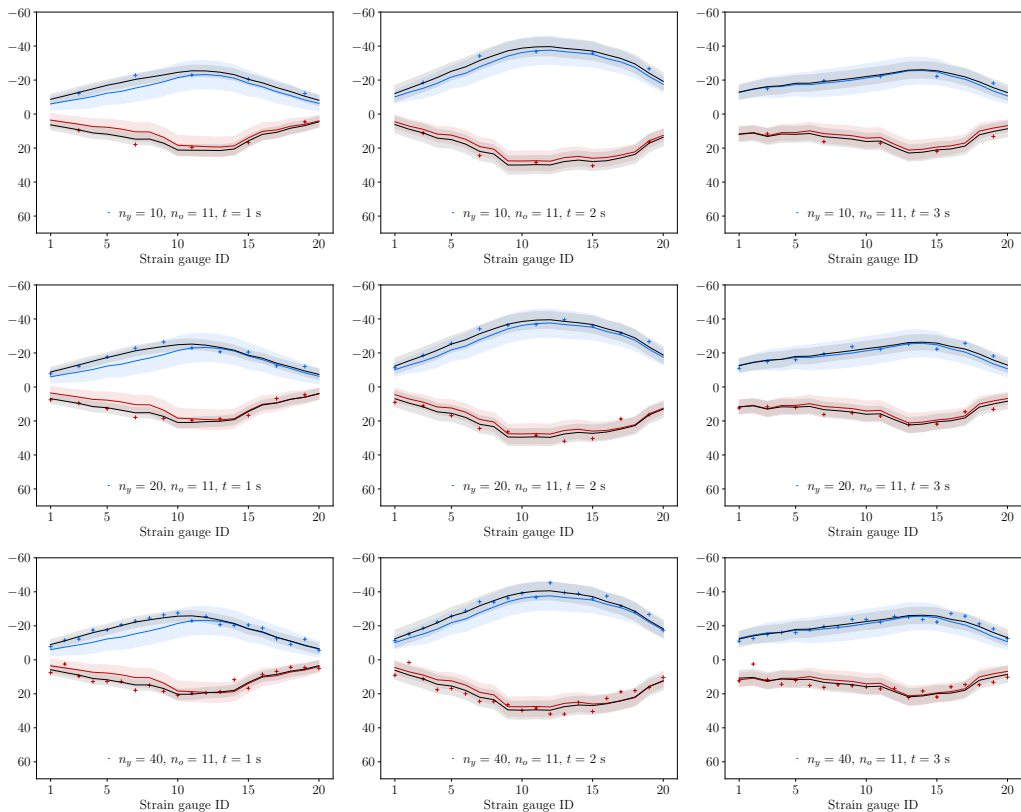 −60 −60 −60
−40 −40 −40
−20 −20 −20
0 0 0
20 20 20
40 40 40
60 60 60
n_y = 10, n_o = 11, t = 1 s n_y = 10, n_o = 11, t = 2 s n_y = 10, n_o = 11, t = 3 s
1 5 10 15 20 1 5 10 15 20 1 5 10 15 20
Strain gauge ID Strain gauge ID Strain gauge ID
−60 −60 −60
−40 −40 −40
−20 −20 −20
0 0 0
20 20 20
40 40 40
60 60 60
n_y = 20, n_o = 11, t = 1 s n_y = 20, n_o = 11, t = 2 s n_y = 20, n_o = 11, t = 3 s
1 5 10 15 20 1 5 10 15 20 1 5 10 15 20
Strain gauge ID Strain gauge ID Strain gauge ID
−60 −60 −60
−40 −40 −40
−20 −20 −20
0 0 0
20 20 20
40 40 40
60 60 60
n_y = 40, n_o = 11, t = 1 s n_y = 40, n_o = 11, t = 2 s n_y = 40, n_o = 11, t = 3 s
1 5 10 15 20 1 5 10 15 20 1 5 10 15 20
Strain gauge ID Strain gauge ID Strain gauge ID